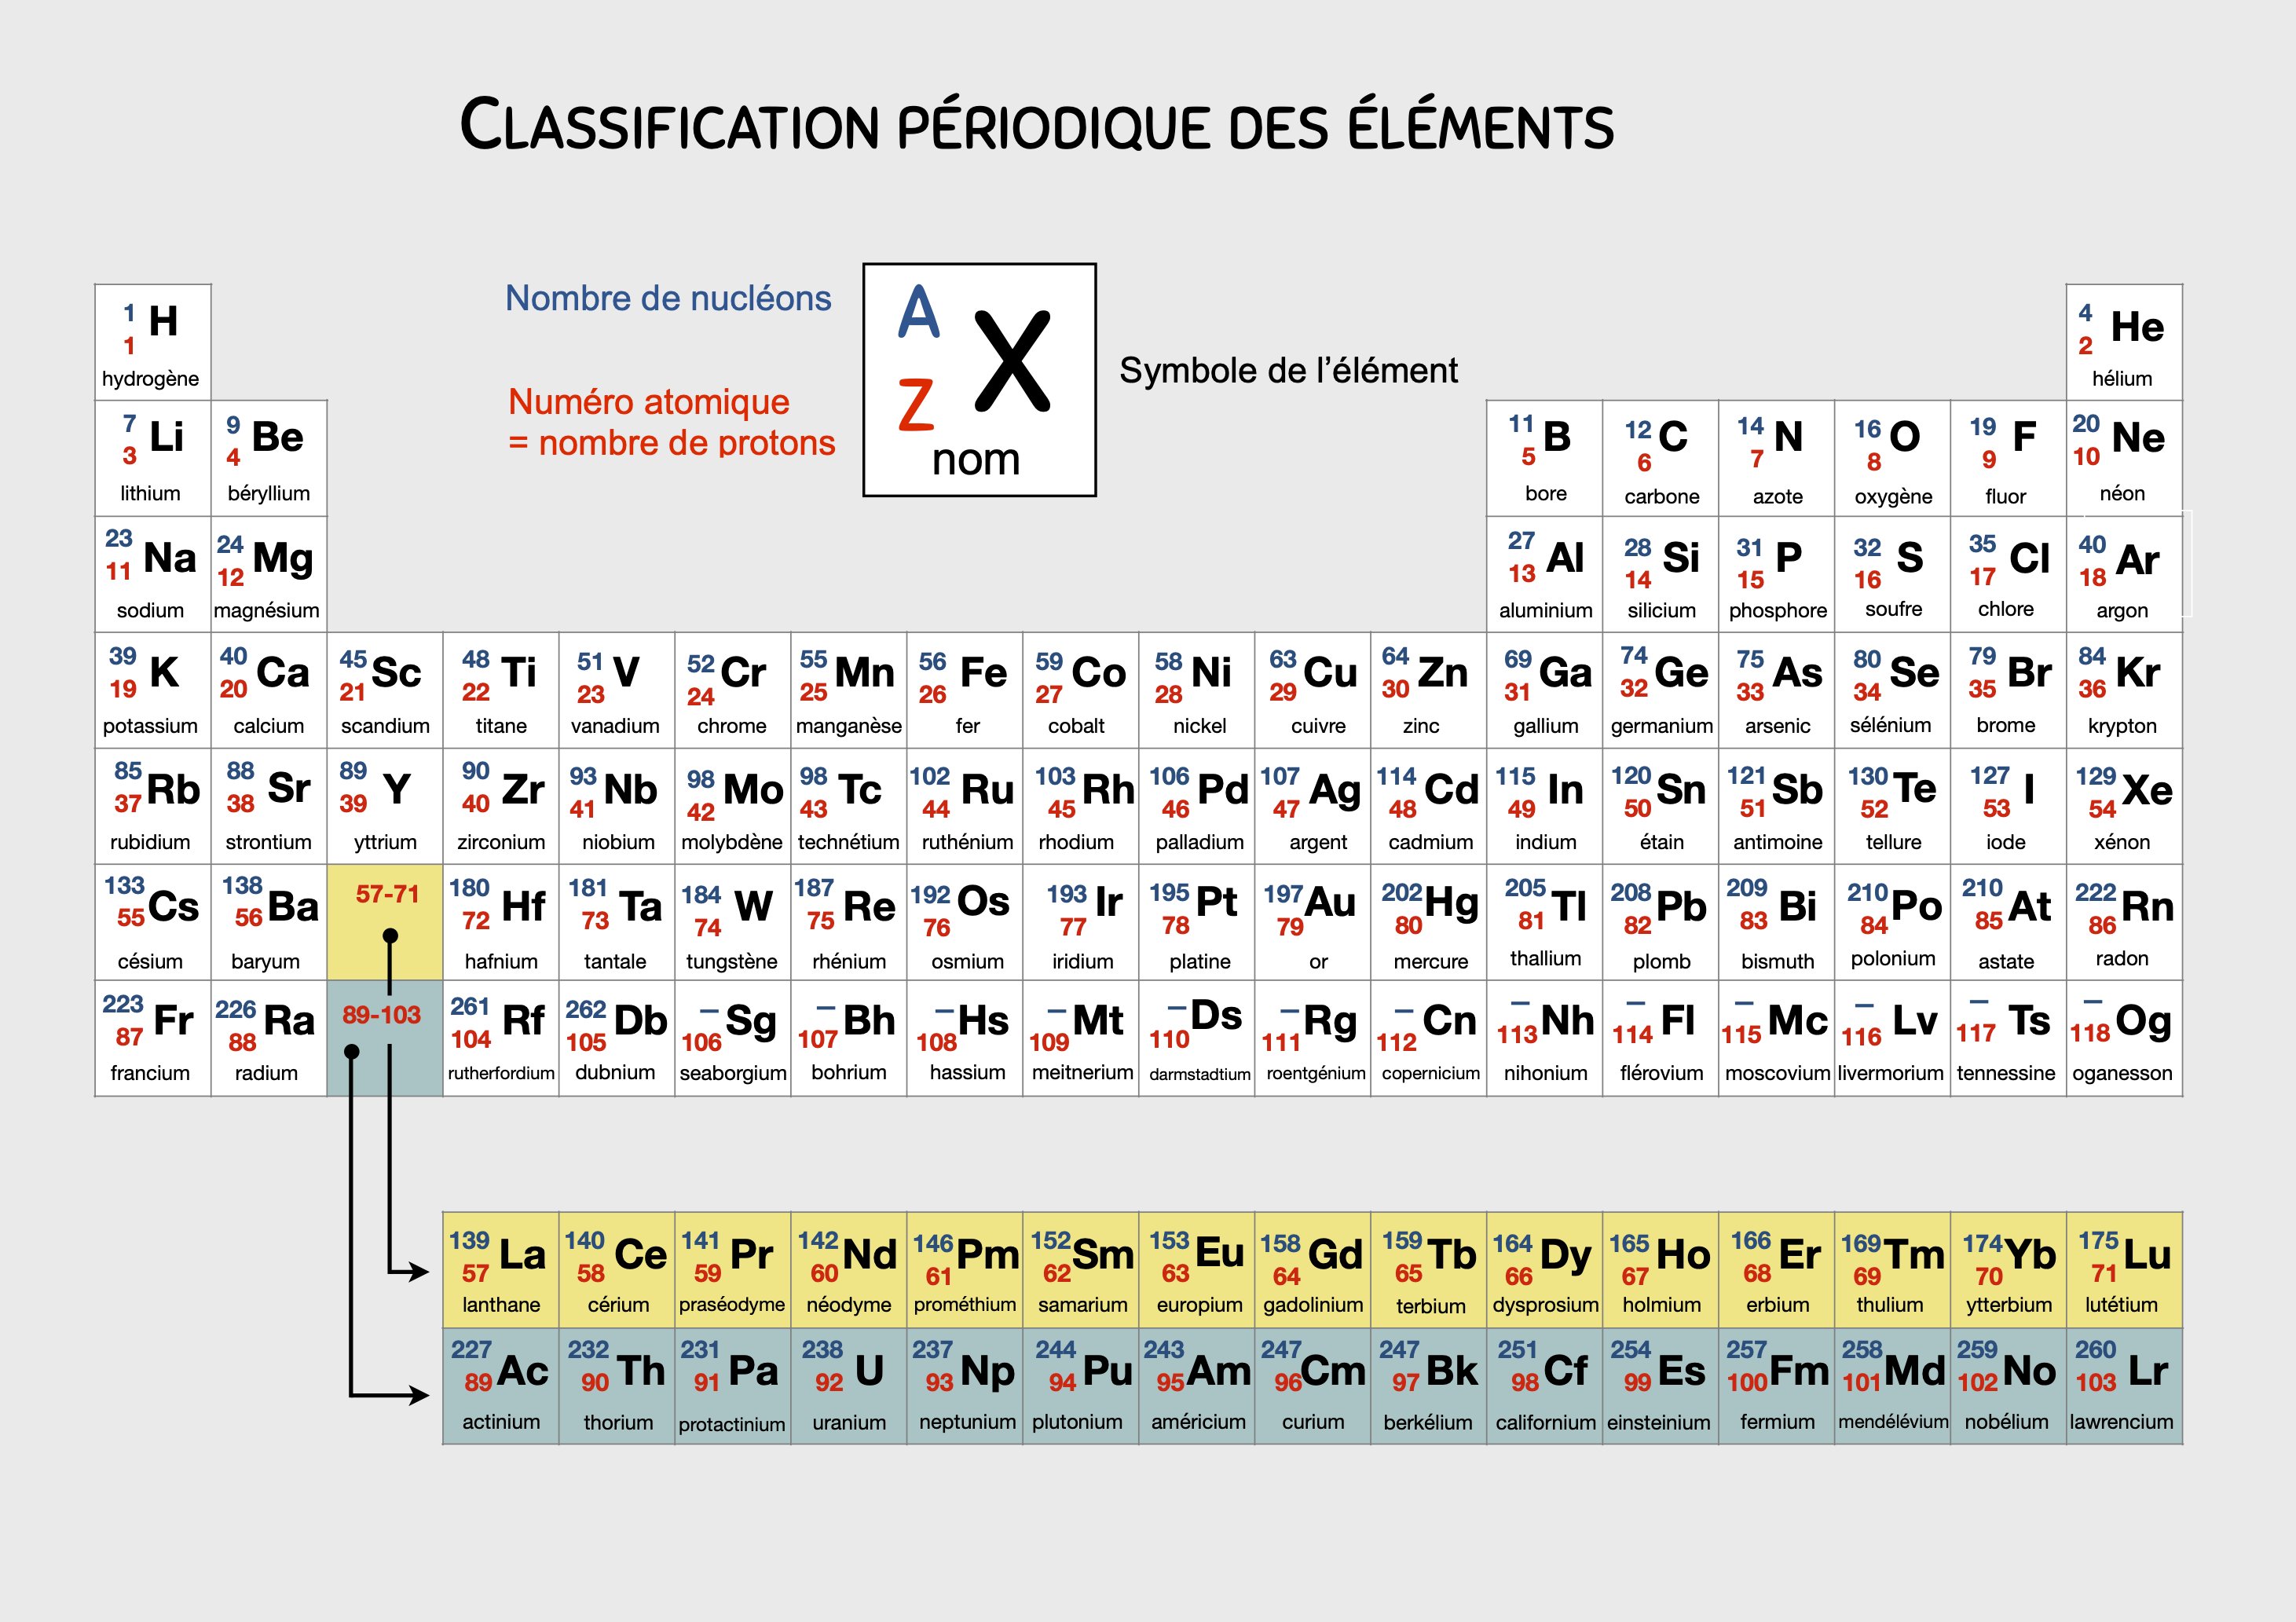 CLASSIFICATION PÉRIODIQUE DES ÉLÉMENTS
Nombre de nucléons
Numéro atomique
= nombre de protons
A
Z
X
nom
Symbole de l’élément
1 H 4 He
1 2
hydrogène hélium
7 Li 9 Be 11 B 12 C 14 N 16 O 19 F 20 Ne
3 4 5 6 7 8 9 10
lithium béryllium bore carbone azote oxygène fluor néon
23 Na 24 Mg 27 Al 28 Si 31 P 32 S 35 Cl 40 Ar
11 12 13 14 15 16 17 18
sodium magnésium aluminium silicium phosphore soufre chlore argon
39 K 40 Ca 45 Sc 48 Ti 51 V 52 Cr 55 Mn 56 Fe 59 Co 58 Ni 63 Cu 64 Zn 69 Ga 74 Ge 75 As 80 Se 79 Br 84 Kr
19 20 21 22 23 24 25 26 27 28 29 30 31 32 33 34 35 36
potassium calcium scandium titane vanadium chrome manganèse fer cobalt nickel cuivre zinc gallium germanium arsenic sélénium brome krypton
85 Rb 88 Sr 89 Y 90 Zr 93 Nb 98 Mo 98 Tc 102 Ru 103 Rh 106 Pd 107 Ag 114 Cd 115 In 120 Sn 121 Sb 130 Te 127 I 129 Xe
37 38 39 40 41 42 43 44 45 46 47 48 49 50 51 52 53 54
rubidium strontium yttrium zirconium niobium molybdène technétium ruthénium rhodium palladium argent cadmium indium étain antimoine tellure iode xénon
133 Cs 138 Ba 57-71 180 Hf 181 Ta 184 W 187 Re 192 Os 193 Ir 195 Pt 197 Au 202 Hg 205 Tl 208 Pb 209 Bi 210 Po 210 At 222 Rn
55 56 72 73 74 75 76 77 78 79 80 81 82 83 84 85 86
césium baryum hafnium tantale tungstène rhénium osmium iridium platine or mercure thallium plomb bismuth polonium astate radon
223 Fr 226 Ra 89-103 261 Rf 262 Db – Sg – Bh – Hs – Mt – Ds – Rg – Cn – Nh – Fl – Mc – Lv – Ts – Og
87 88 104 105 106 107 108 109 110 111 112 113 114 115 116 117 118
francium radium rutherfordium dubnium seaborgium bohrium hassium meitnerium darmstadtium roentgénium copernicium nihonium flérovium moscovium livermorium tennessine oganesson
139 La 140 Ce 141 Pr 142 Nd 146 Pm 152 Sm 153 Eu 158 Gd 159 Tb 164 Dy 165 Ho 166 Er 169 Tm 174 Yb 175 Lu
57 58 59 60 61 62 63 64 65 66 67 68 69 70 71
lanthane cérium praséodyme néodyme prométhium samarium europium gadolinium terbium dysprosium holmium erbium thulium ytterbium lutétium
227 Ac 232 Th 231 Pa 238 U 237 Np 244 Pu 243 Am 247 Cm 247 Bk 251 Cf 254 Es 257 Fm 258 Md 259 No 260 Lr
89 90 91 92 93 94 95 96 97 98 99 100 101 102 103
actinium thorium protactinium uranium neptunium plutonium américium curium berkélium californium einsteinium fermium mendélévium nobélium lawrencium